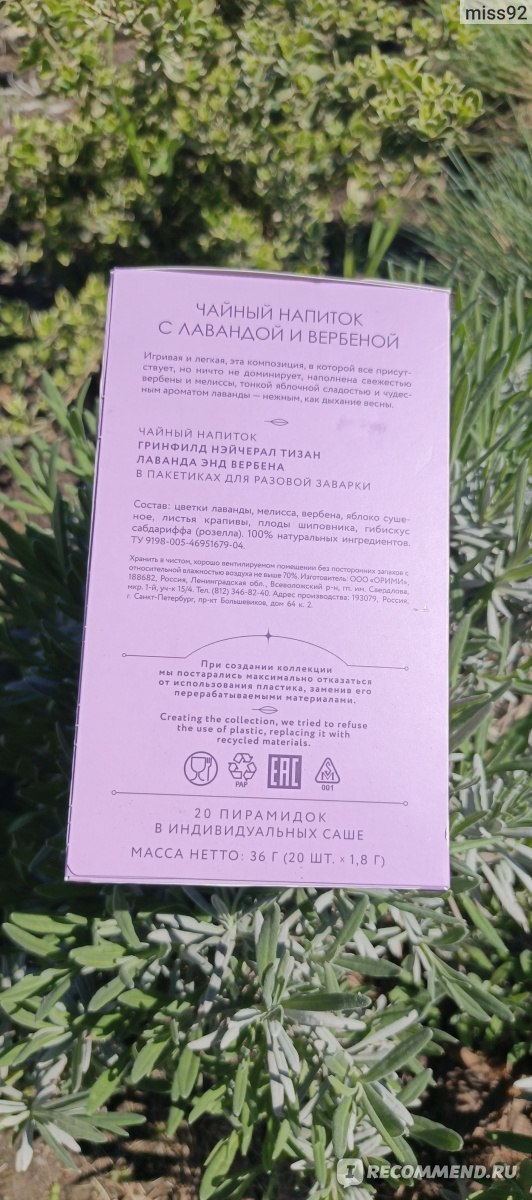 miss92
ЧАЙНЫЙ НАПИТОК
С ЛАВАНДОЙ И ВЕРБЕНОЙ
Игривая и легкая, эта композиция, в которой все присут-
ствует, но ничто не доминирует, наполнена свежестью
вербены и мелиссы, тонкой яблочной сладостью и чудес-
ным ароматом лаванды — нежным, как дыхание весны.
ЧАЙНЫЙ НАПИТОК
ГРИНФИЛД НЭЙЧЕРАЛ ТИЗАН
ЛАВАНДА ЭНД ВЕРБЕНА
В ПАКЕТИКАХ ДЛЯ РАЗОВОЙ ЗАВАРКИ
Состав: цветки лаванды, мелисса, вербена, яблоко суше-
ное, листья крапивы, плоды шиповника, гибискус
сабдариффа (розелла). 100% натуральных ингредиентов.
ТУ 9198-005-46951679-04.
Хранить в чистом, хорошо вентилируемом помещении без посторонних запахов с
относительной влажностью воздуха не выше 70%. Изготовитель: ООО «ОРИМИ»,
188682, Россия, Ленинградская обл., Всеволожский р-н, гп. им. Свердлова,
мкр. 1-й, уч-к 15/4. Тел. (812) 346-82-40. Адрес производства: 193079, Россия,
г. Санкт-Петербург, пр-кт Большевиков, дом 64 к. 2.
При создании коллекции
мы постарались максимально отказаться
от использования пластика, заменив его
перерабатываемыми материалами.
Creating the collection, we tried to refuse
the use of plastic, replacing it with
recycled materials.
PAP
EAC
001
20 ПИРАМИДОК
В ИНДИВИДУАЛЬНЫХ САШЕ
МАССА НЕТТО: 36 Г (20 ШТ. × 1,8 Г)
I RECOMMEND.RU